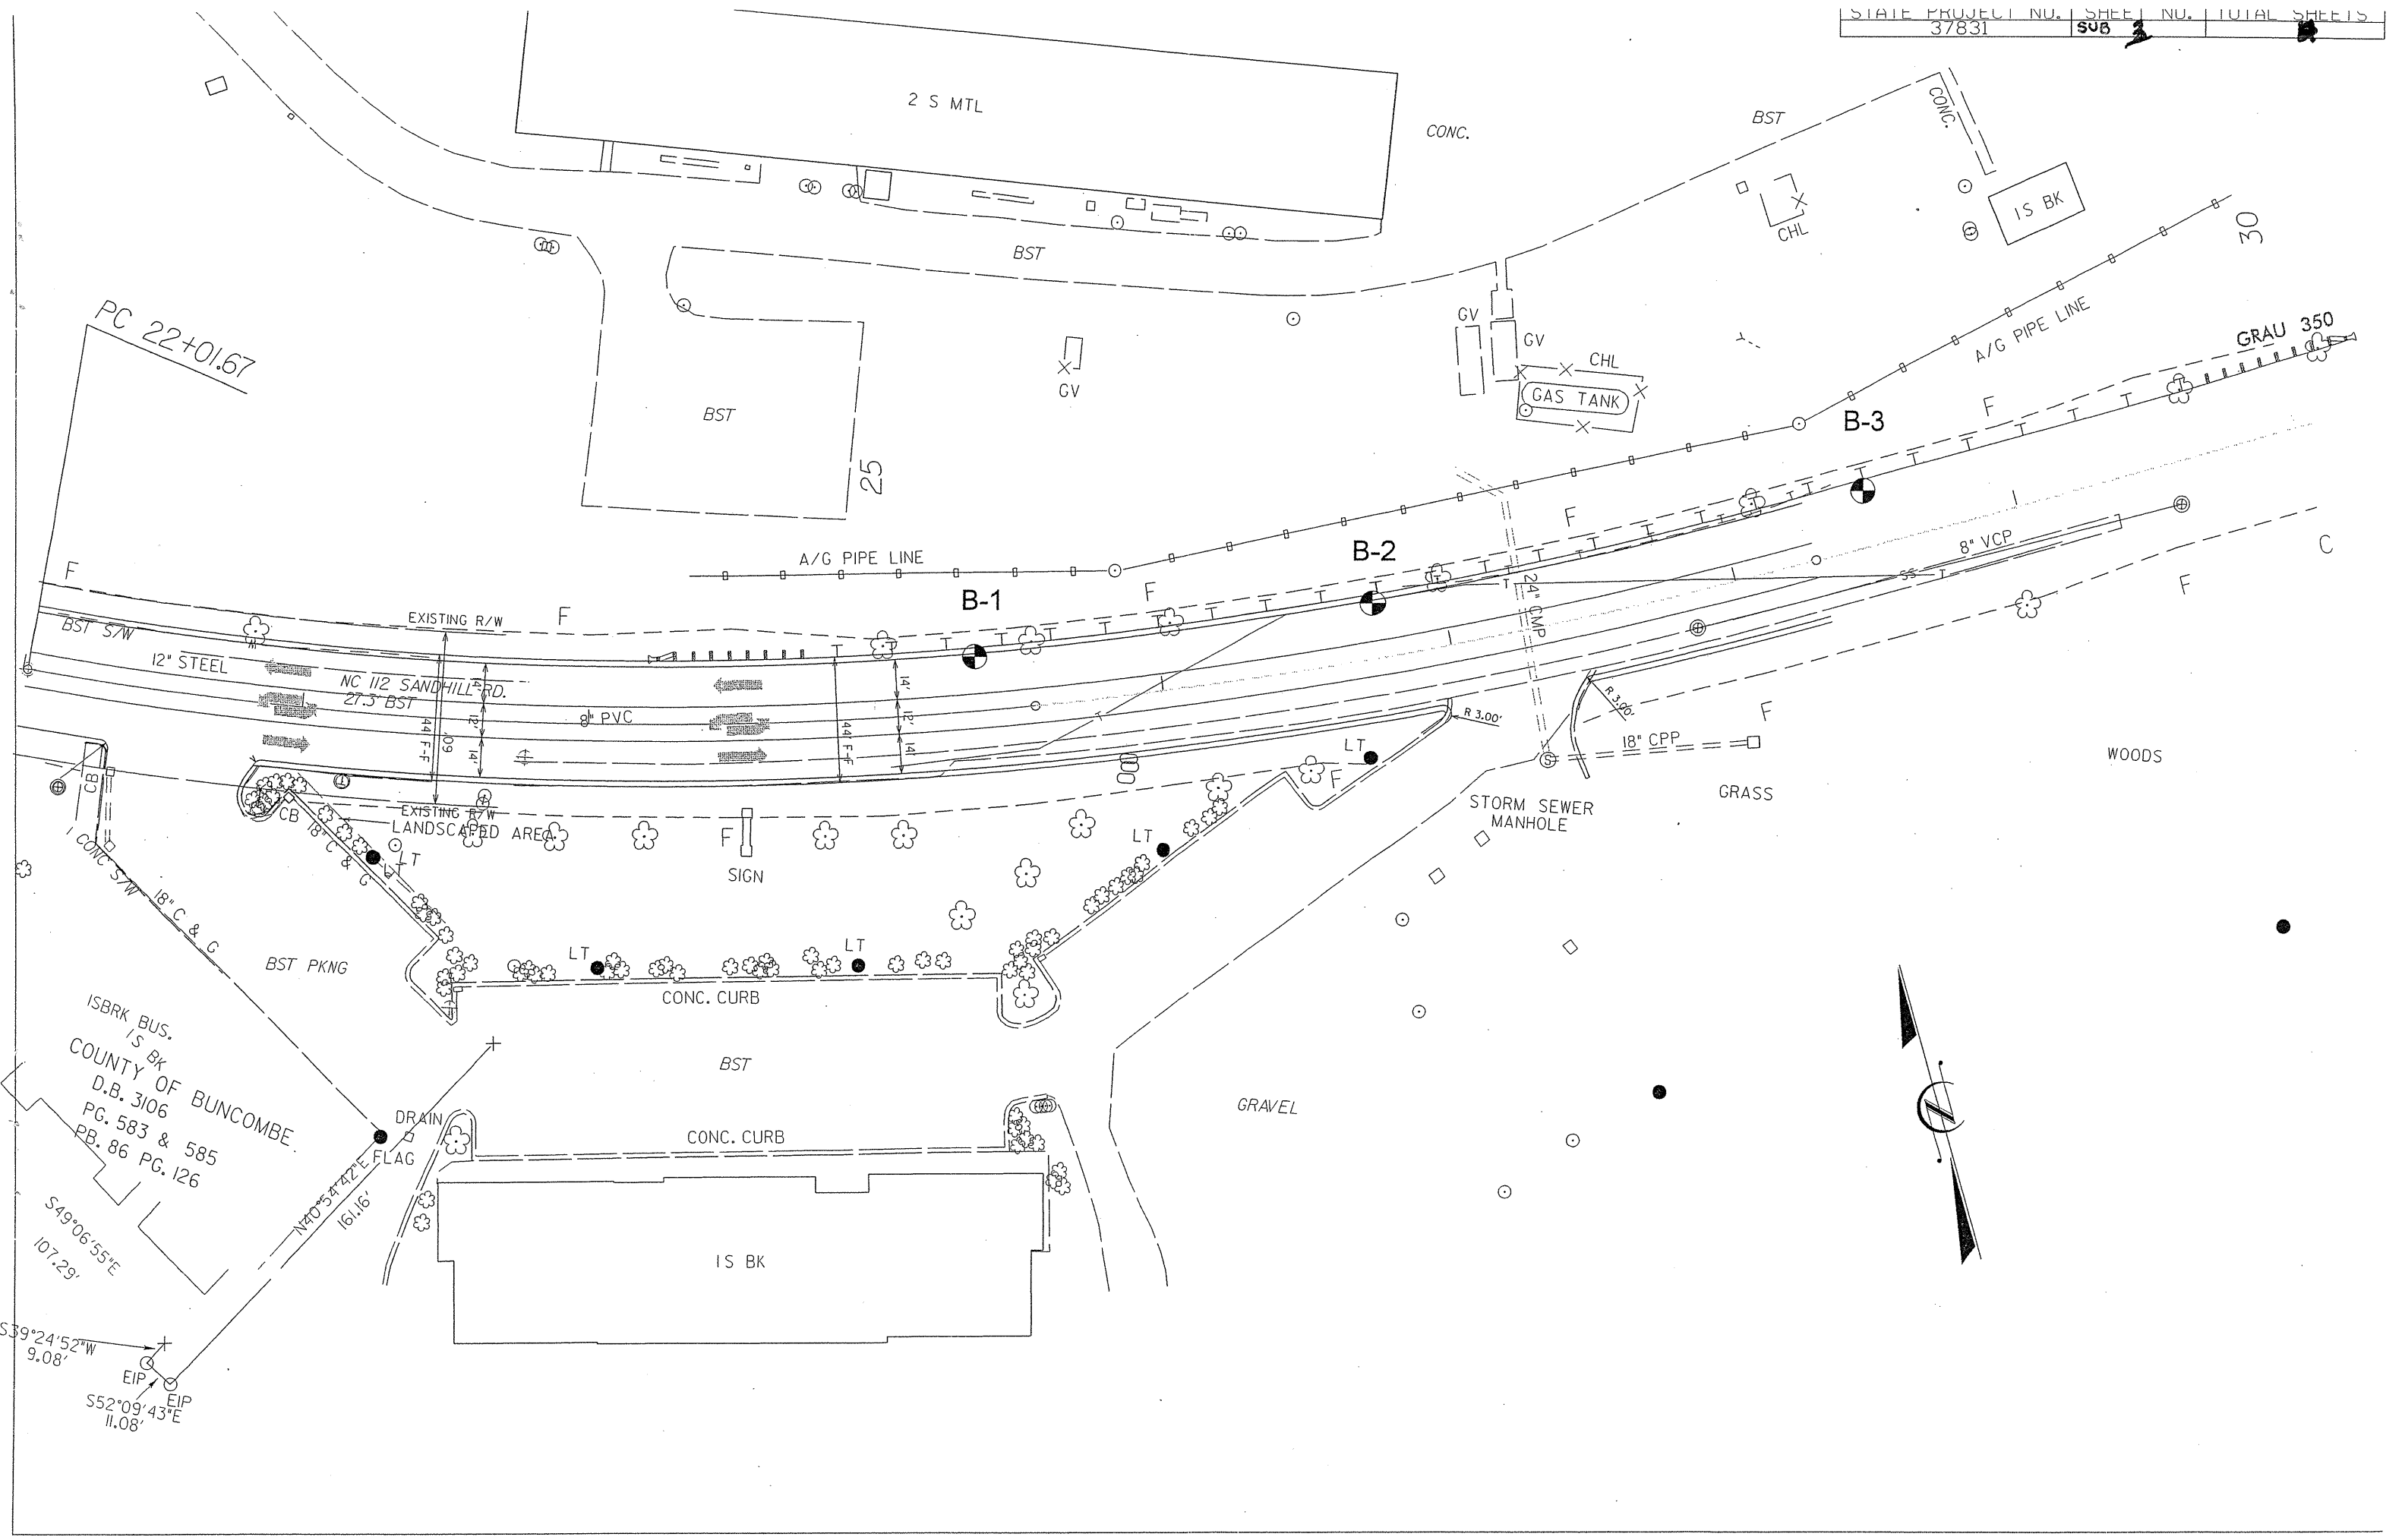 STATE PROJECT NO. SHEET NO. TOTAL SHEETS
37831 SUB 3
2 S MTL
CONC.
BST
CONC.
1S BK
CHL
30
BST
PC 22+01.67
GV
GV
CHL
GAS TANK
GV
BST
25
A/G PIPE LINE
GRAU 350
B-3
F
F
B-2
A/G PIPE LINE
8" VCP
SS
C
F
F
B-1
F
F
EXISTING R/W
24" CMP
BST S/W
12" STEEL
NC 112 SANDHILL RD.
27.3' BST
8" PVC
14'
12'
14'
44' F-F
60'
14'
12'
14'
44' F-F
R 3.00'
R 3.00'
F
18" CPP
LT
F
WOODS
GRASS
STORM SEWER
MANHOLE
CB
CB
EXISTING R/W
LANDSCAPED AREA
18" C & G
LT
F
SIGN
LT
1 CONC S/W
18" C & G
BST PKNG
LT
LT
CONC. CURB
BST
GRAVEL
1SBRK BUS.
1S BK
COUNTY OF BUNCOMBE
D.B. 3106
PG. 583 & 585
P.B. 86 PG. 126
DRAIN
FLAG
CONC. CURB
N40°54'42"E
161.16'
S49°06'55"E
107.29'
1S BK
S39°24'52"W
9.08'
EIP
EIP
S52°09'43"E
11.08'
N